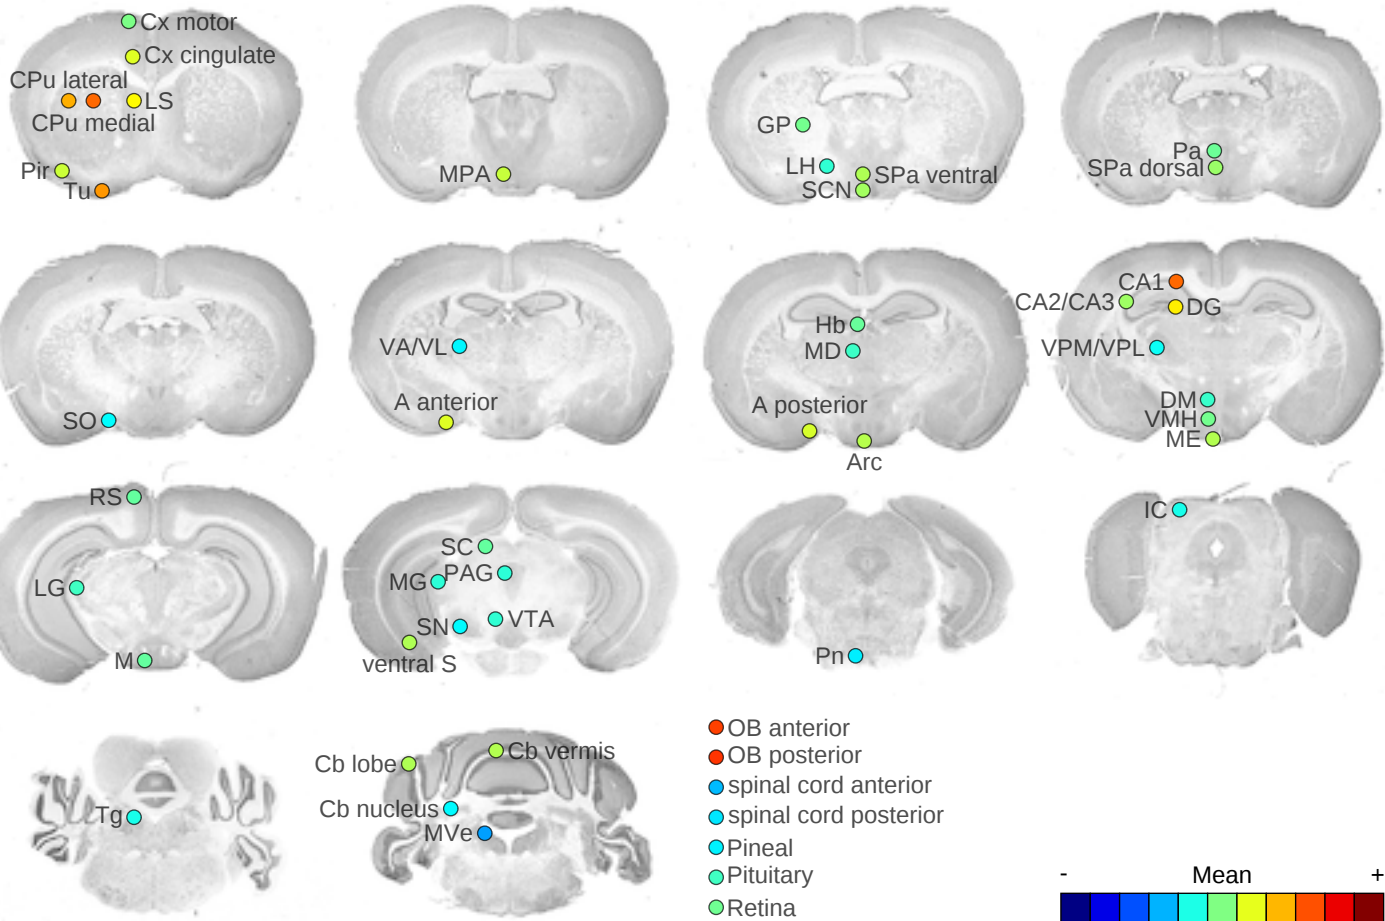 Cx motor
Cx cingulate
CPu lateral
LS
CPu medial
Pir
Tu
MPA
GP
LH
SPa ventral
SCN
Pa
SPa dorsal
SO
VA/VL
A anterior
Hb
MD
A posterior
Arc
CA1
CA2/CA3
DG
VPM/VPL
DM
VMH
ME
RS
LG
M
SC
MG
PAG
SN
VTA
ventral S
Pn
IC
Tg
Cb lobe
Cb vermis
Cb nucleus
MVe
OB anterior
OB posterior
spinal cord anterior
spinal cord posterior
Pineal
Pituitary
Retina
- Mean +